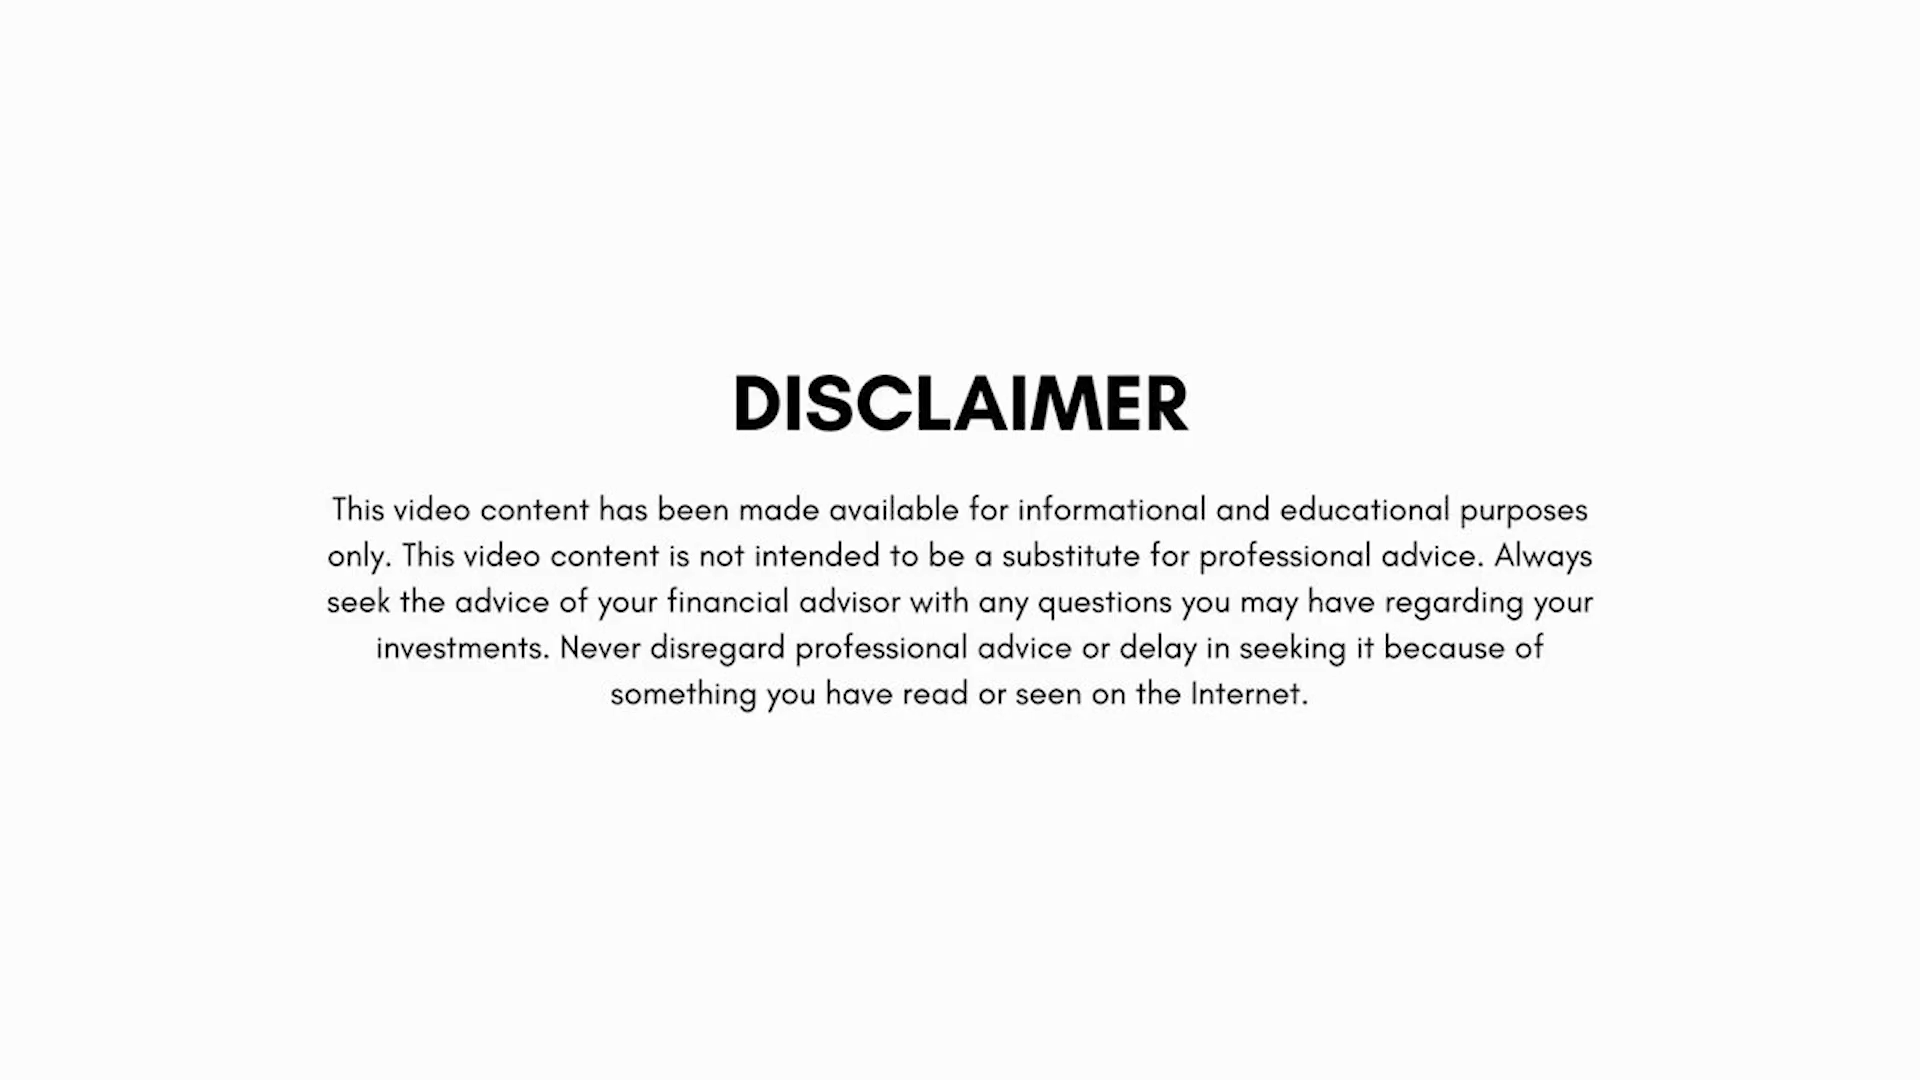 DISCLAIMER
This video content has been made available for informational and educational purposes
only. This video content is not intended to be a substitute for professional advice. Always
seek the advice of your financial advisor with any questions you may have regarding your
investments. Never disregard professional advice or delay in seeking it because of
something you have read or seen on the Internet.